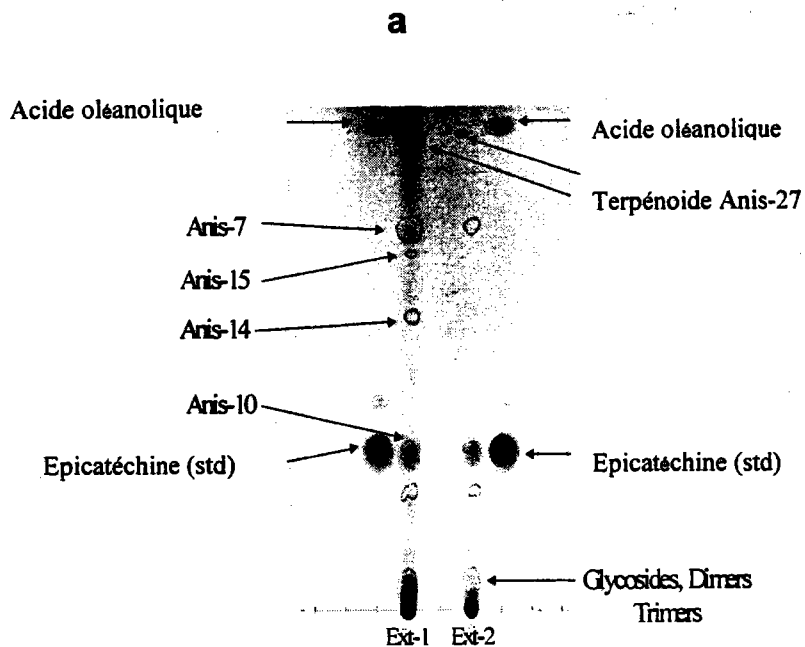 a
Acide oléanolique
Acide oléanolique
Terpénoide Anis-27
Anis-7
Anis-15
Anis-14
Anis-10
Epicatéchine (std)
Epicatéchine (std)
Glycosides, Dimers
Trimers
Ext-1 Ext-2